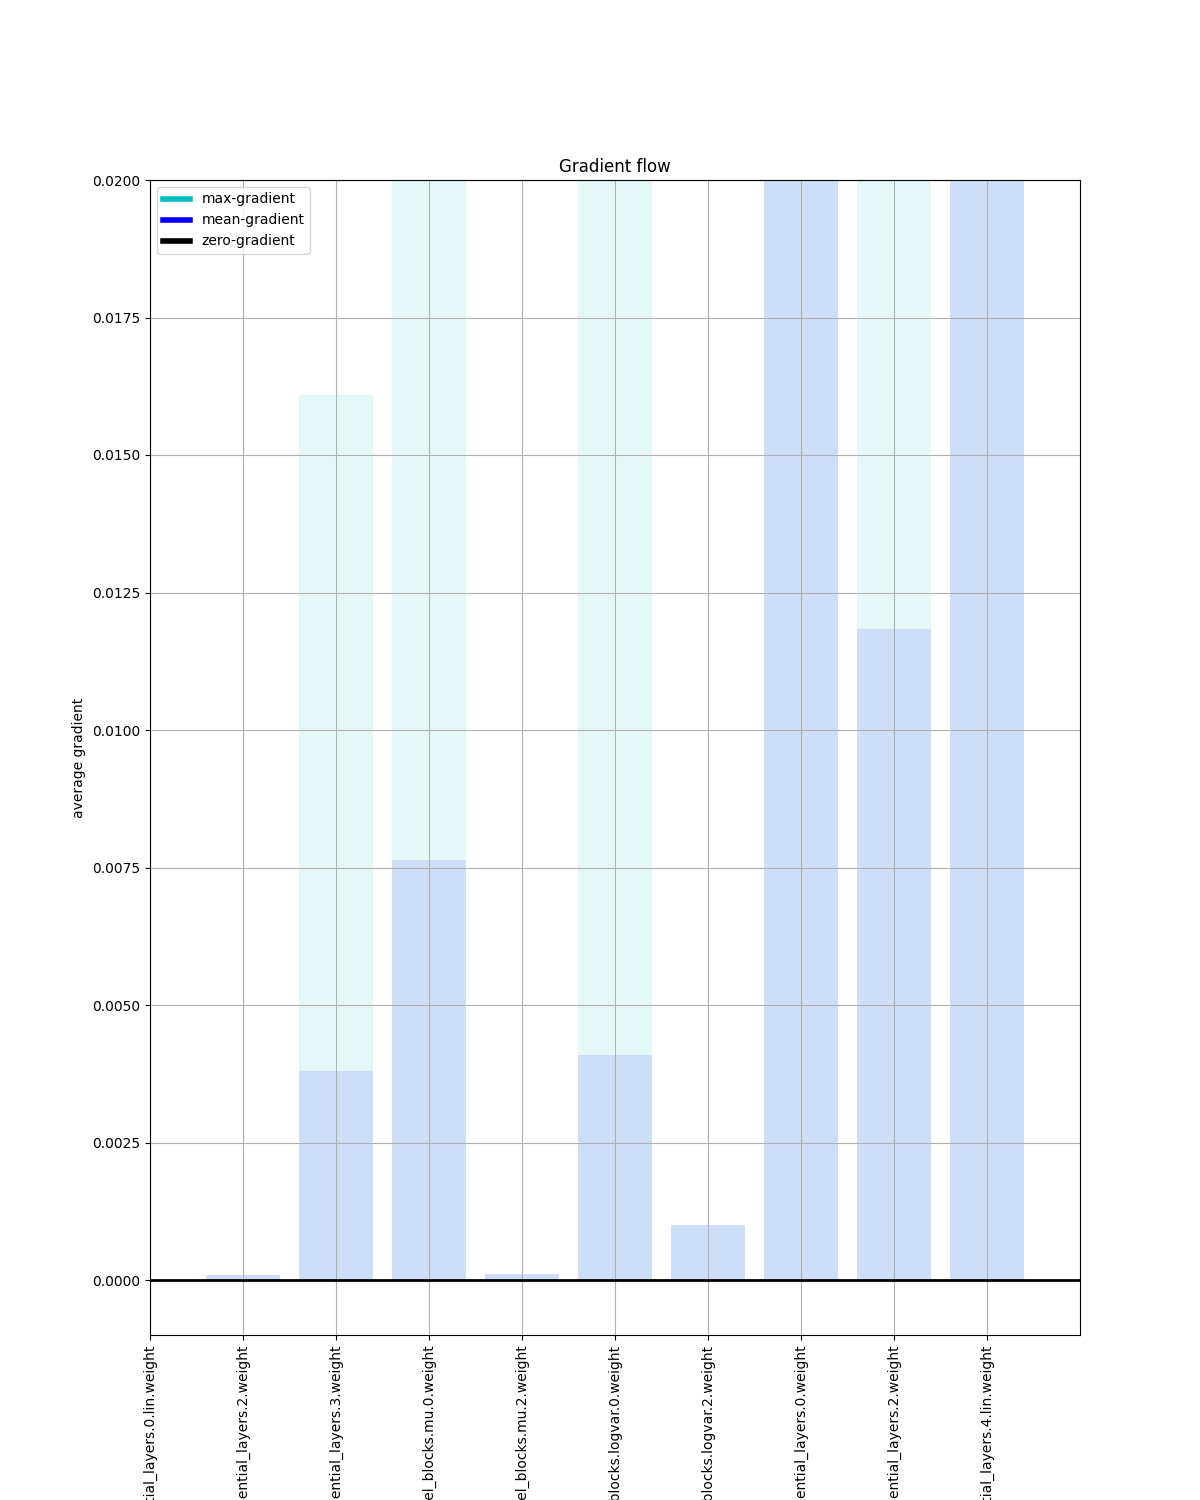 Gradient flow
max-gradient
mean-gradient
zero-gradient
0.0200
0.0175
0.0150
0.0125
0.0100
0.0075
0.0050
0.0025
0.0000
average gradient
tial_layers.0.lin.weight
ential_layers.2.weight
ential_layers.3.weight
el_blocks.mu.0.weight
el_blocks.mu.2.weight
blocks.logvar.0.weight
blocks.logvar.2.weight
ential_layers.0.weight
ential_layers.2.weight
tial_layers.4.lin.weight